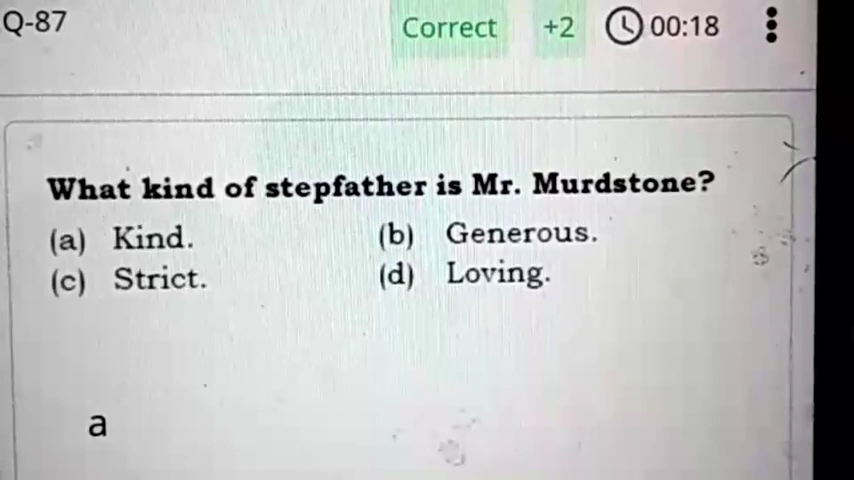 Q-87 Correct +2 00:18
What kind of stepfather is Mr. Murdstone?
(a) Kind. (b) Generous.
(c) Strict. (d) Loving.
a